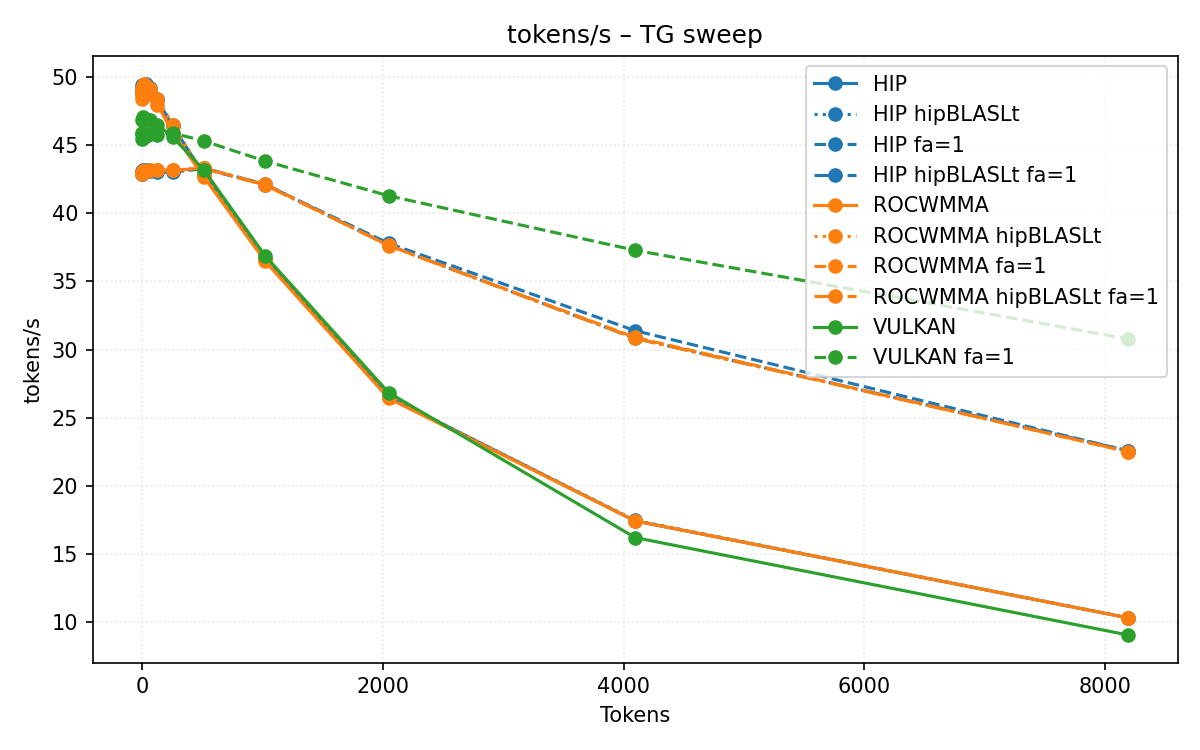 tokens/s – TG sweep
50
45
40
35
30
25
20
15
10
tokens/s
0
2000
4000
6000
8000
Tokens
HIP
HIP hipBLASLt
HIP fa=1
HIP hipBLASLt fa=1
ROCWMMA
ROCWMMA hipBLASLt
ROCWMMA fa=1
ROCWMMA hipBLASLt fa=1
VULKAN
VULKAN fa=1